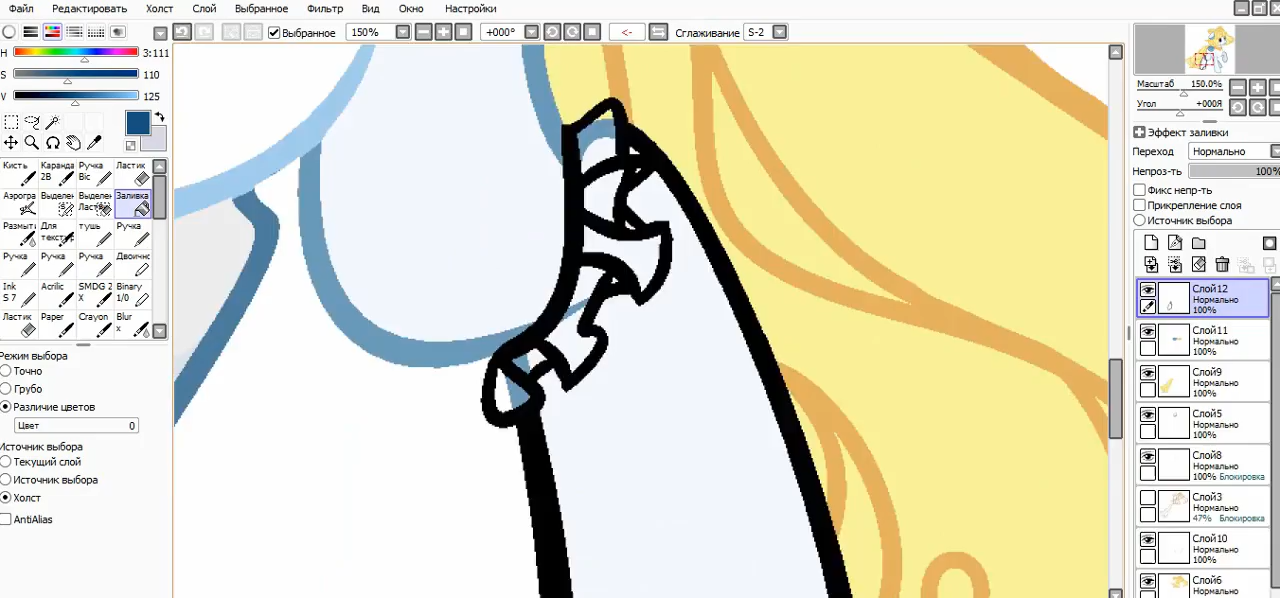 Файл Редактировать Холст Слой Выбранное Фильтр Вид Окно Настройки
Выбранное 150% +000° <- Сглаживание S-2
H 3:111
S 110
V 125
Кисть Каранда 2B Ручка Bic Ластик
Аэрогра Выделен Выделен Ласт Заливка
Размыт Для текст тушь Ручка
Ручка Ручка Ручка Двоичн
Ink S-7 Acrilic SMDG 2 X Binary 1/0
Ластик Paper Crayon Blur x
Режим выбора
Точно
Грубо
Различие цветов
Цвет 0
Источник выбора
Текущий слой
Источник выбора
Холст
AntiAlias
Масштаб 150.0%
Угол +000Я
Эффект заливки
Переход Нормально
Непроз-ть 100%
Фикс непр-ть
Прикрепление слоя
Источник выбора
Слой12
Нормально
100%
Слой11
Нормально
100%
Слой9
Нормально
100%
Слой5
Нормально
100%
Слой8
Нормально
100% Блокировка
Слой3
Нормально
47% Блокировка
Слой10
Нормально
100%
Слой6
Нормально